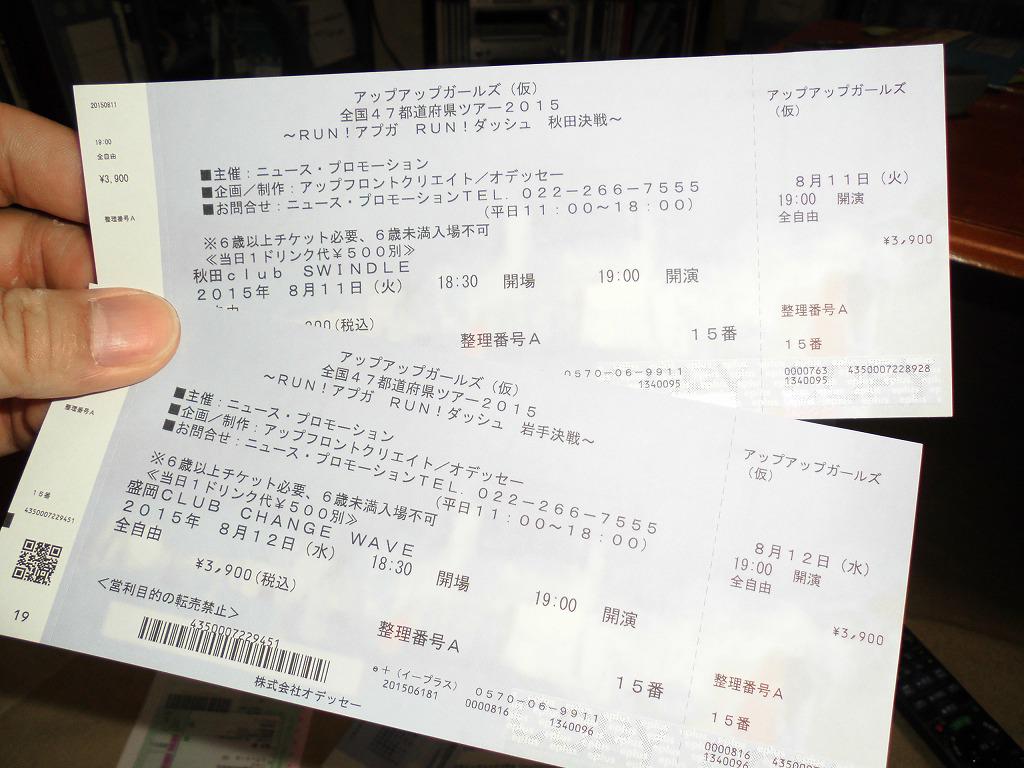 20150811
19:00
全自由
¥3,900
整理番号A
アップアップガールズ（仮）
全国４７都道府県ツアー２０１５
～ＲＵＮ！アプガ　ＲＵＮ！ダッシュ　秋田決戦～
■主催：ニュース・プロモーション
■企画／制作：アップフロントクリエイト／オデッセー
■お問合せ：ニュース・プロモーションＴＥＬ．０２２－２６６－７５５５
（平日１１：００～１８：００）
※６歳以上チケット必要、６歳未満入場不可
≪当日１ドリンク代￥５００別≫
秋田ｃｌｕｂ　ＳＷＩＮＤＬＥ
２０１５年　８月１１日（火）　18:30　開場　19:00　開演
(税込)
整理番号Ａ　１５番
０５７０－０６－９９１１
1340095
アップアップガールズ
（仮）
８月１１日（火）
19:00　開演
全自由
¥3,900
整理番号Ａ
１５番
0000763　4350007228928
1340095
整理番号A
１５番
4350007229451
19
アップアップガールズ（仮）
全国４７都道府県ツアー２０１５
～ＲＵＮ！アプガ　ＲＵＮ！ダッシュ　岩手決戦～
■主催：ニュース・プロモーション
■企画／制作：アップフロントクリエイト／オデッセー
■お問合せ：ニュース・プロモーションＴＥＬ．０２２－２６６－７５５５
（平日１１：００～１８：００）
※６歳以上チケット必要、６歳未満入場不可
≪当日１ドリンク代￥５００別≫
盛岡ＣＬＵＢ　ＣＨＡＮＧＥ　ＷＡＶＥ
２０１５年　８月１２日（水）　18:30　開場　19:00　開演
全自由
¥3,900(税込)
＜営利目的の転売禁止＞
整理番号Ａ　１５番
4350007229451
株式会社オデッセー
e＋（イープラス）
201506181
０５７０－０６－９９１１
0000816　1340096
アップアップガールズ
（仮）
８月１２日（水）
19:00　開演
全自由
¥3,900
整理番号Ａ
１５番
0000816
1340096